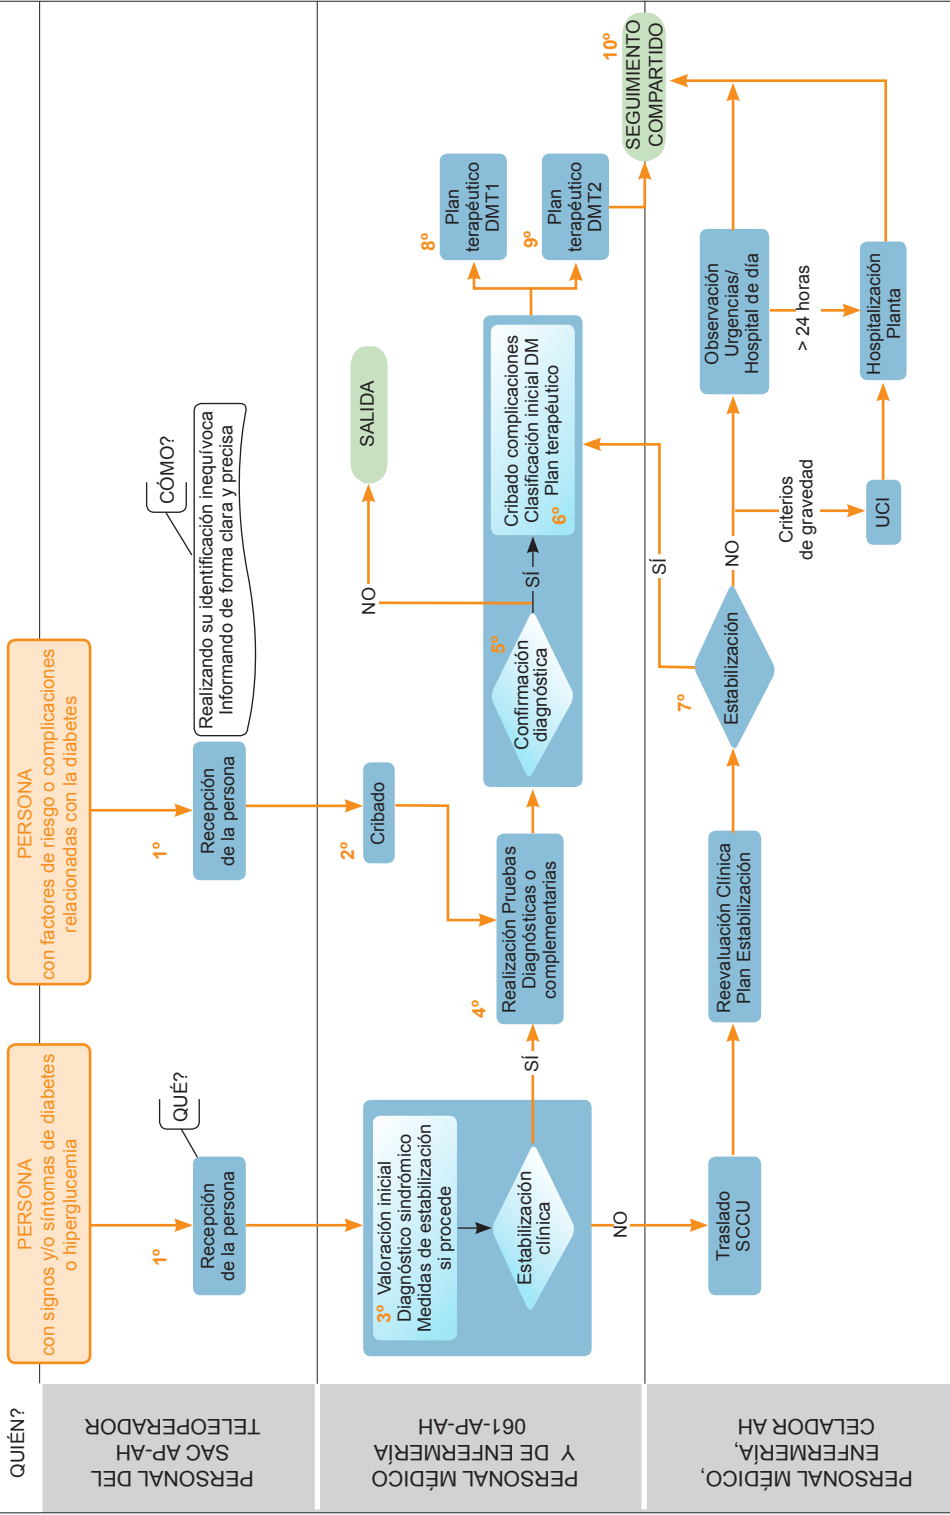 QUIÉN?
PERSONAL DEL
SAC AP-AH
TELEOPERADOR
PERSONAL MÉDICO
Y DE ENFERMERÍA
061-AP-AH
PERSONAL MÉDICO,
ENFERMERÍA,
CELADOR AH
PERSONA
con signos y/o síntomas de diabetes
o hiperglucemia
PERSONA
con factores de riesgo o complicaciones
relacionadas con la diabetes
1º
Recepción
de la persona
QUÉ?
1º
Recepción
de la persona
CÓMO?
Realizando su identificación inequívoca
Informando de forma clara y precisa
3º Valoración inicial
Diagnóstico sindrómico
Medidas de estabilización
si procede
Estabilización
clínica
SÍ
NO
2º
Cribado
4º
Realización Pruebas
Diagnósticas o
complementarias
5º
Confirmación
diagnóstica
SÍ
NO
SALIDA
Cribado complicaciones
Clasificación inicial DM
6º Plan terapéutico
8º
Plan
terapéutico
DMT1
9º
Plan
terapéutico
DMT2
10º
SEGUIMIENTO
COMPARTIDO
Traslado
SCCU
Reevaluación Clínica
Plan Estabilización
7º
Estabilización
SÍ
NO
Criterios
de gravedad
UCI
Observación
Urgencias/
Hospital de día
> 24 horas
Hospitalización
Planta